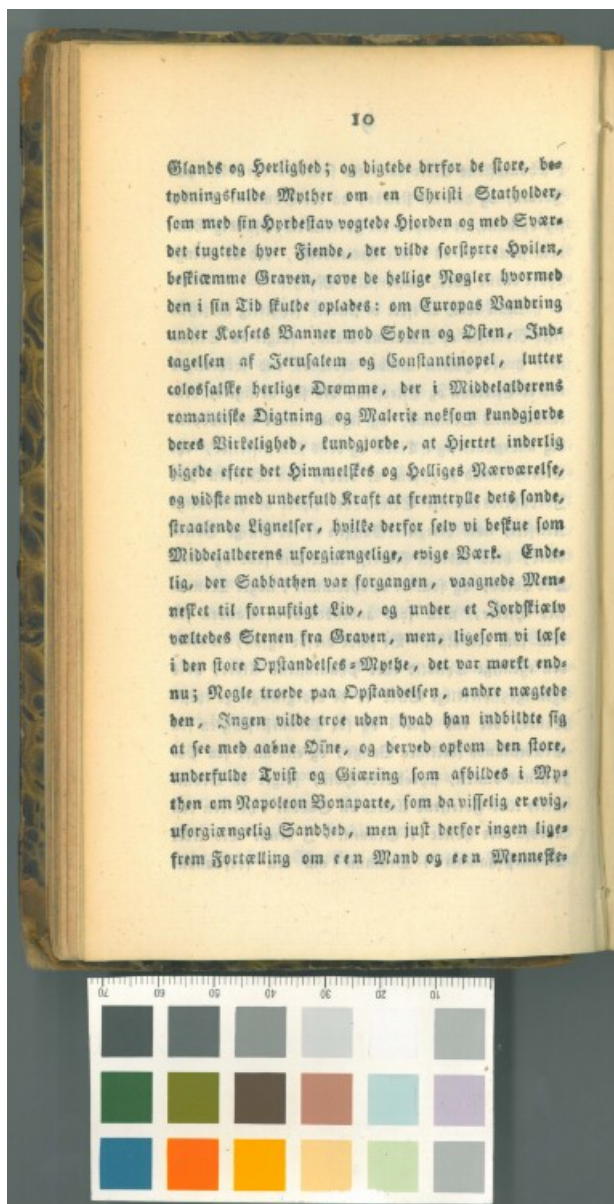 10
Glands og Herlighed; og digtede derfor de store, be=
tydningsfulde Myther om en Christi Statholder,
som med sin Hyrdestav vogtede Hjorden og med Svær=
det tugtede hver Fiende, der vilde forstyrre Hvilen,
beskiæmme Graven, røve de hellige Nøgler hvormed
den i sin Tid skulde oplades: om Europas Vandring
under Korsets Banner mod Syden og Østen, Ind=
tagelsen af Jerusalem og Constantinopel, lutter
colossalske herlige Drømme, der i Middelalderens
romantiske Digtning og Malerie noksom kundgjorde
deres Virkelighed, kundgjorde, at Hjertet inderlig
higede efter det Himmelskes og Helliges Nærværelse,
og vidste med underfuld Kraft at fremtrylle dets sande,
straalende Lignelser, hvilke derfor selv vi beskue som
Middelalderens uforgiængelige, evige Værk. Ende=
lig, der Sabbathen var forgangen, vaagnede Men=
nesket til fornuftigt Liv, og under et Jordskiælv
væltedes Stenen fra Graven, men, ligesom vi læse
i den store Opstandelses=Mythe, det var mørkt end=
nu; Nogle troede paa Opstandelsen, andre nægtede
den, Ingen vilde troe uden hvad han indbildte sig
at see med aabne Øine, og derved opkom den store,
underfulde Tvist og Giæring som afbildes i My=
then om Napoleon Bonaparte, som da visselig er evig,
uforgiængelig Sandhed, men just derfor ingen lige=
frem Fortælling om een Mand og een Menneske=
70 60 50 40 30 20 10